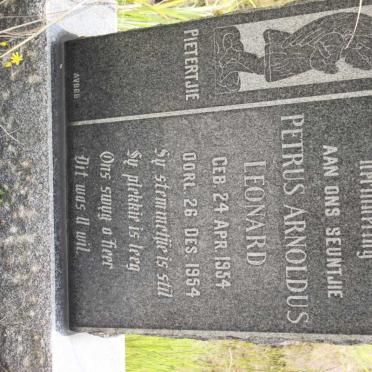 AAN ONS SEUNTJIE
PETRUS ARNOLDUS
LEONARD
GEB 24 APR 1954
OORL 26 DES 1954
Sy stemmetjie is stil
Sy plekkie is leeg
Ons swyg o Heer
Dit was U wil
PIETERTJIE
AVBOB